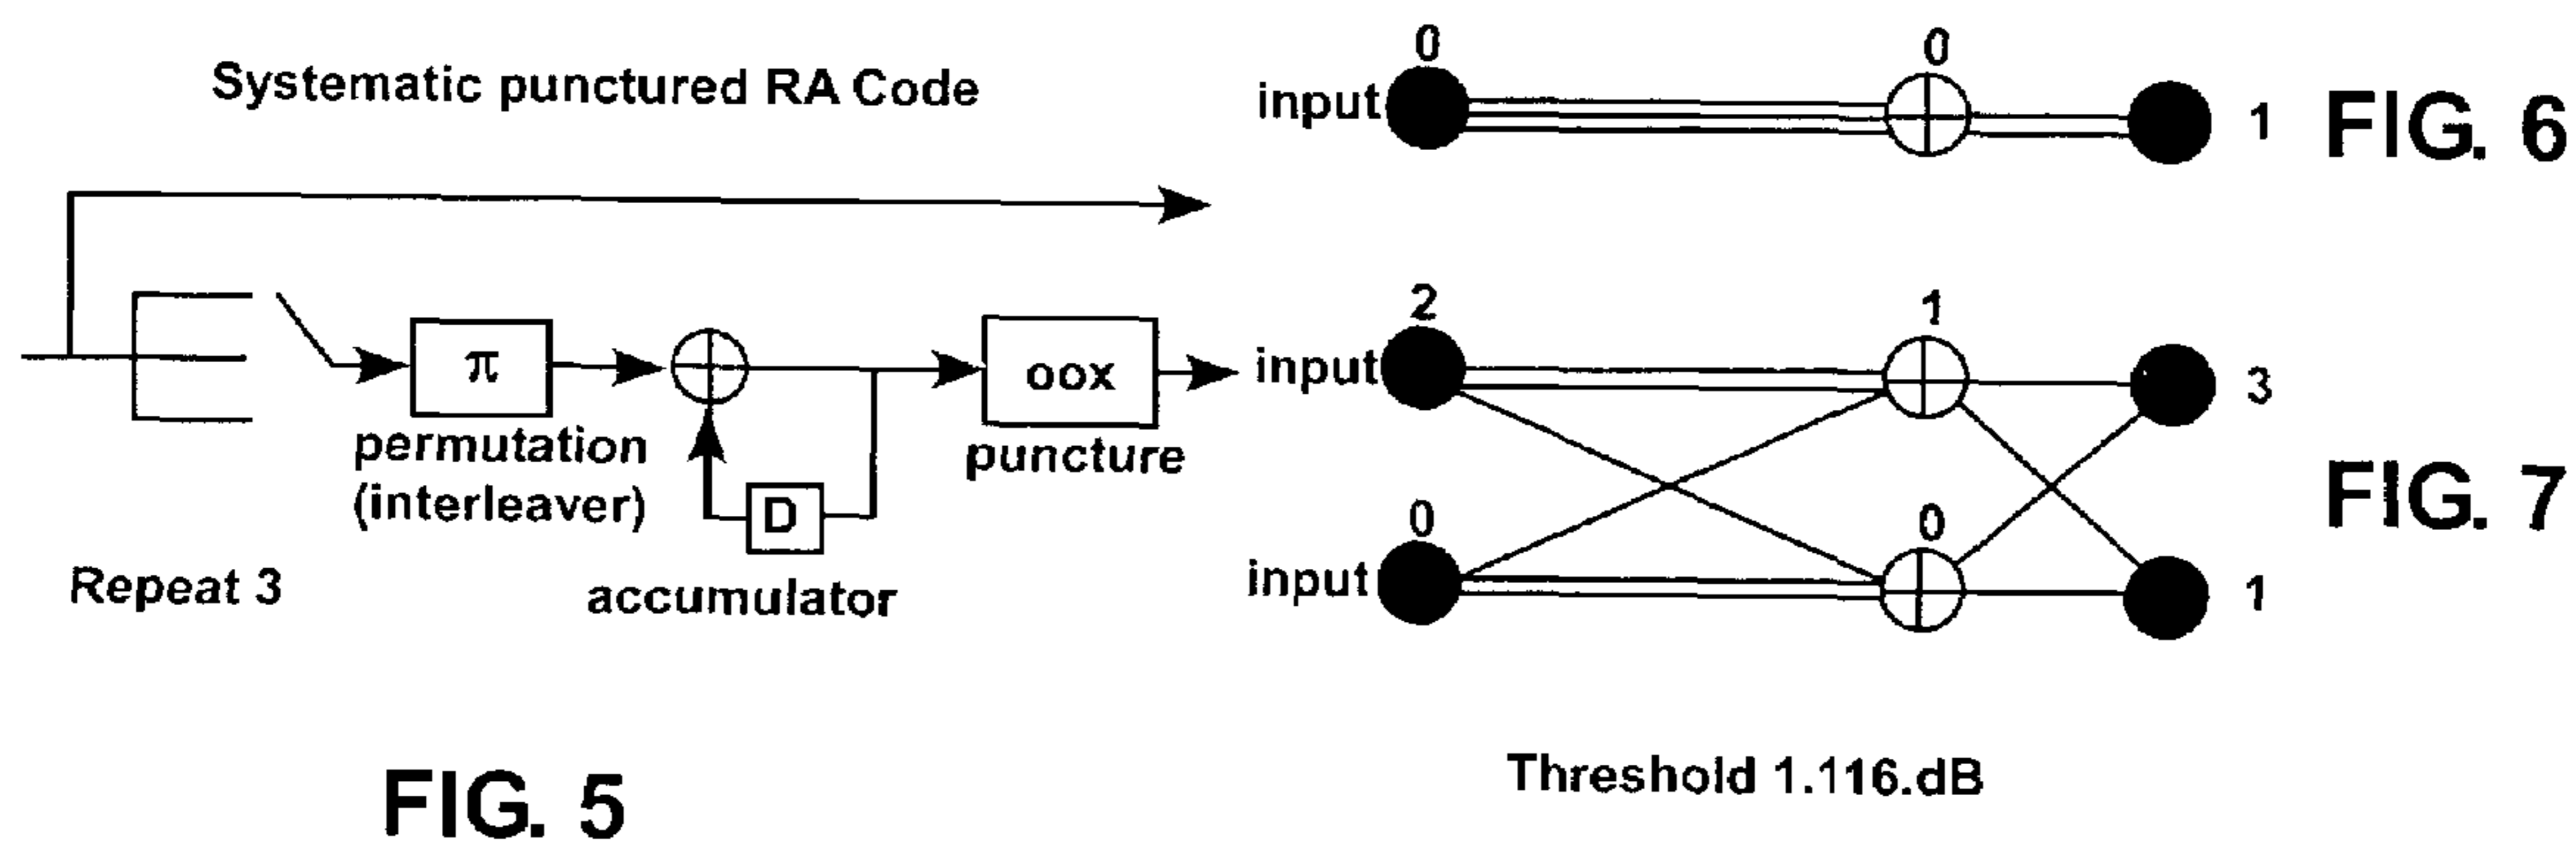 Systematic punctured RA Code
π
oox
permutation
(interleaver)
puncture
D
Repeat 3
accumulator
FIG. 5
0 0
input 1
FIG. 6
2 1
input 3
0 0
input 1
FIG. 7
Threshold 1.116.dB